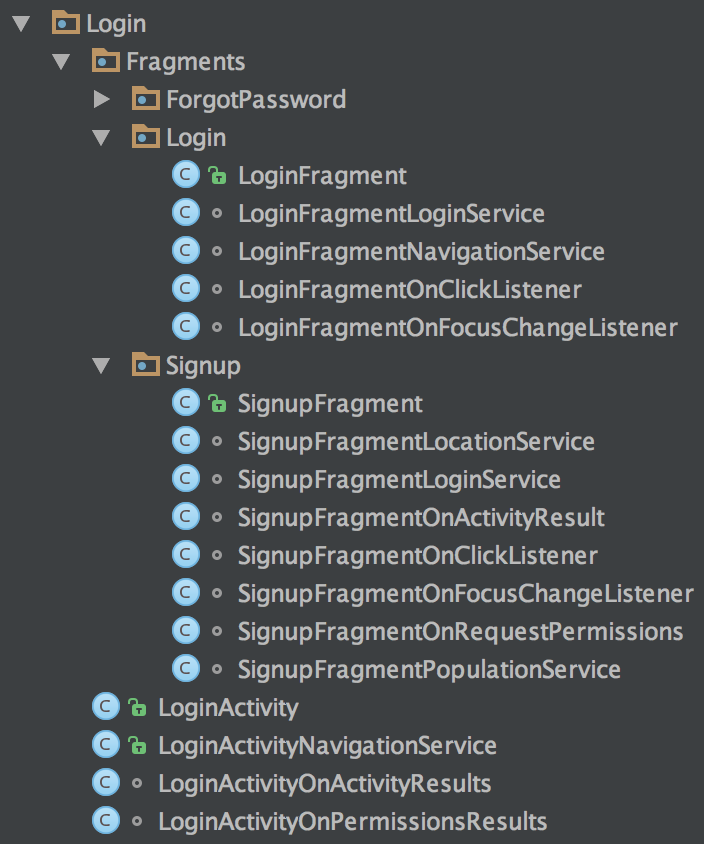 Login
Fragments
ForgotPassword
Login
C LoginFragment
C LoginFragmentLoginService
C LoginFragmentNavigationService
C LoginFragmentOnClickListener
C LoginFragmentOnFocusChangeListener
Signup
C SignupFragment
C SignupFragmentLocationService
C SignupFragmentLoginService
C SignupFragmentOnActivityResult
C SignupFragmentOnClickListener
C SignupFragmentOnFocusChangeListener
C SignupFragmentOnRequestPermissions
C SignupFragmentPopulationService
C LoginActivity
C LoginActivityNavigationService
C LoginActivityOnActivityResults
C LoginActivityOnPermissionsResults